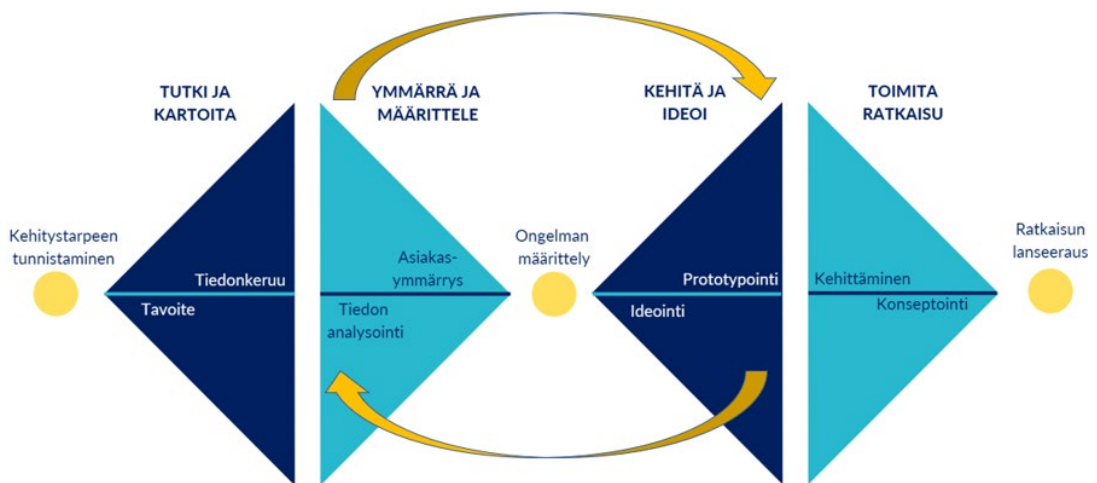 TUTKI JA
KARTOITA
YMMÄRRÄ JA
MÄÄRITTELE
KEHITÄ JA
IDEOI
TOIMITA
RATKAISU
Kehitystarpeen
tunnistaminen
Tiedonkeruu
Tavoite
Asiakas-
ymmärrys
Tiedon
analysointi
Ongelman
määrittely
Prototypointi
Ideointi
Kehittäminen
Konseptointi
Ratkaisun
lanseeraus